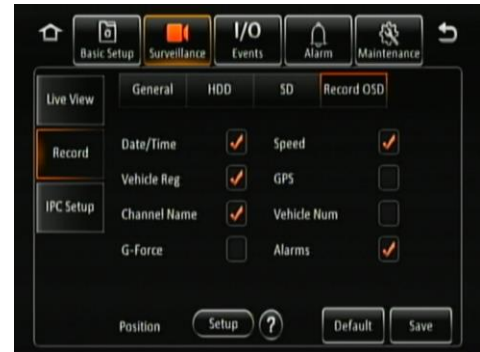 Basic Setup Surveillance I/O Events Alarm Maintenance
Live View General HDD SD Record OSD
Record Date/Time Speed
Vehicle Reg GPS
IPC Setup Channel Name Vehicle Num
G-Force Alarms
Position Setup ? Default Save